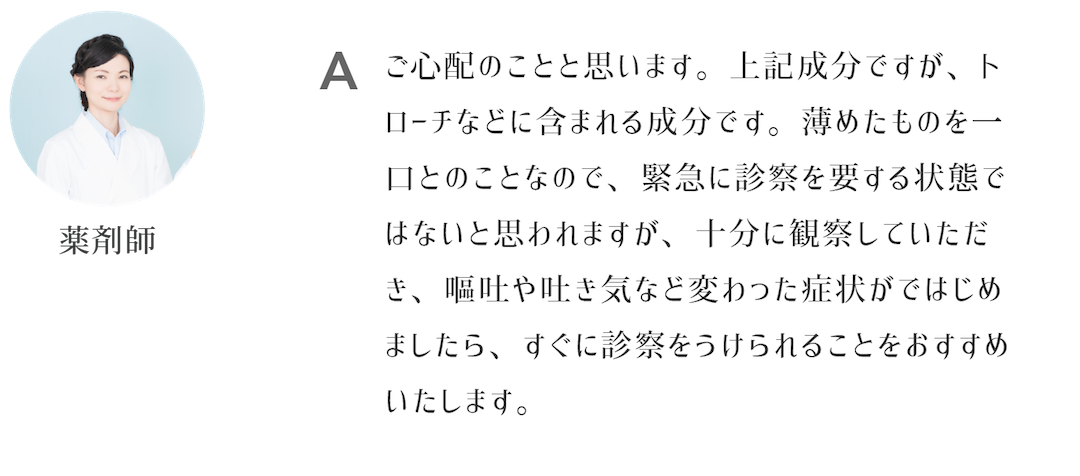 薬剤師
A
ご心配のことと思います。上記成分ですが、ト
ローチなどに含まれる成分です。薄めたものを一
口とのことなので、緊急に診察を要する状態で
はないと思われますが、十分に観察していただ
き、嘔吐や吐き気など変わった症状がではじめ
ましたら、すぐに診察をうけられることをおすすめ
いたします。